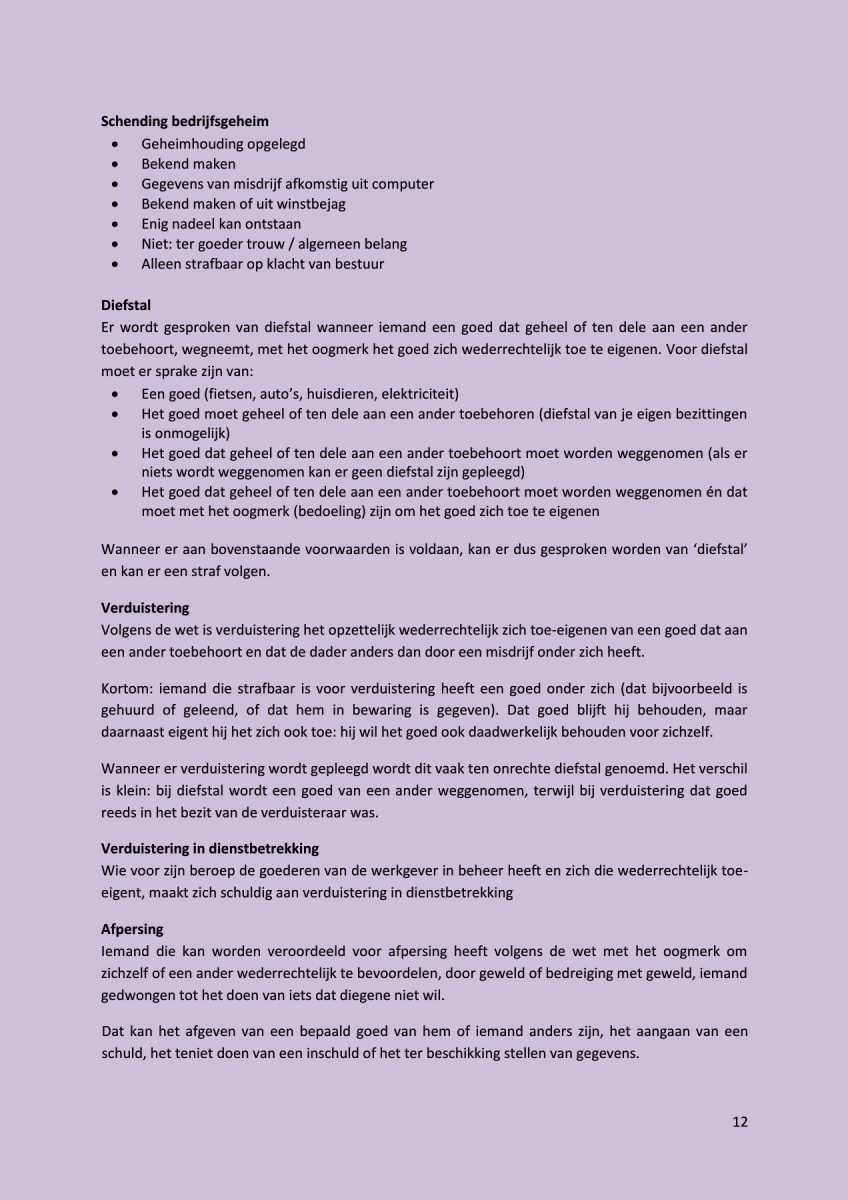 Schending bedrijfsgeheim
• Geheimhouding opgelegd
• Bekend maken
• Gegevens van misdrijf afkomstig uit computer
• Bekend maken of uit winstbejag
• Enig nadeel kan ontstaan
• Niet: ter goeder trouw / algemeen belang
• Alleen strafbaar op klacht van bestuur
Diefstal
Er wordt gesproken van diefstal wanneer iemand een goed dat geheel of ten dele aan een ander
toebehoort, wegneemt, met het oogmerk het goed zich wederrechtelijk toe te eigenen. Voor diefstal
moet er sprake zijn van:
• Een goed (fietsen, auto’s, huisdieren, elektriciteit)
• Het goed moet geheel of ten dele aan een ander toebehoren (diefstal van je eigen bezittingen
is onmogelijk)
• Het goed dat geheel of ten dele aan een ander toebehoort moet worden weggenomen (als er
niets wordt weggenomen kan er geen diefstal zijn gepleegd)
• Het goed dat geheel of ten dele aan een ander toebehoort moet worden weggenomen én dat
moet met het oogmerk (bedoeling) zijn om het goed zich toe te eigenen
Wanneer er aan bovenstaande voorwaarden is voldaan, kan er dus gesproken worden van ‘diefstal’
en kan er een straf volgen.
Verduistering
Volgens de wet is verduistering het opzettelijk wederrechtelijk zich toe-eigenen van een goed dat aan
een ander toebehoort en dat de dader anders dan door een misdrijf onder zich heeft.
Kortom: iemand die strafbaar is voor verduistering heeft een goed onder zich (dat bijvoorbeeld is
gehuurd of geleend, of dat hem in bewaring is gegeven). Dat goed blijft hij behouden, maar
daarnaast eigent hij het zich ook toe: hij wil het goed ook daadwerkelijk behouden voor zichzelf.
Wanneer er verduistering wordt gepleegd wordt dit vaak ten onrechte diefstal genoemd. Het verschil
is klein: bij diefstal wordt een goed van een ander weggenomen, terwijl bij verduistering dat goed
reeds in het bezit van de verduisteraar was.
Verduistering in dienstbetrekking
Wie voor zijn beroep de goederen van de werkgever in beheer heeft en zich die wederrechtelijk toe-
eigent, maakt zich schuldig aan verduistering in dienstbetrekking
Afpersing
Iemand die kan worden veroordeeld voor afpersing heeft volgens de wet met het oogmerk om
zichzelf of een ander wederrechtelijk te bevoordelen, door geweld of bedreiging met geweld, iemand
gedwongen tot het doen van iets dat diegene niet wil.
Dat kan het afgeven van een bepaald goed van hem of iemand anders zijn, het aangaan van een
schuld, het teniet doen van een inschuld of het ter beschikking stellen van gegevens.
12